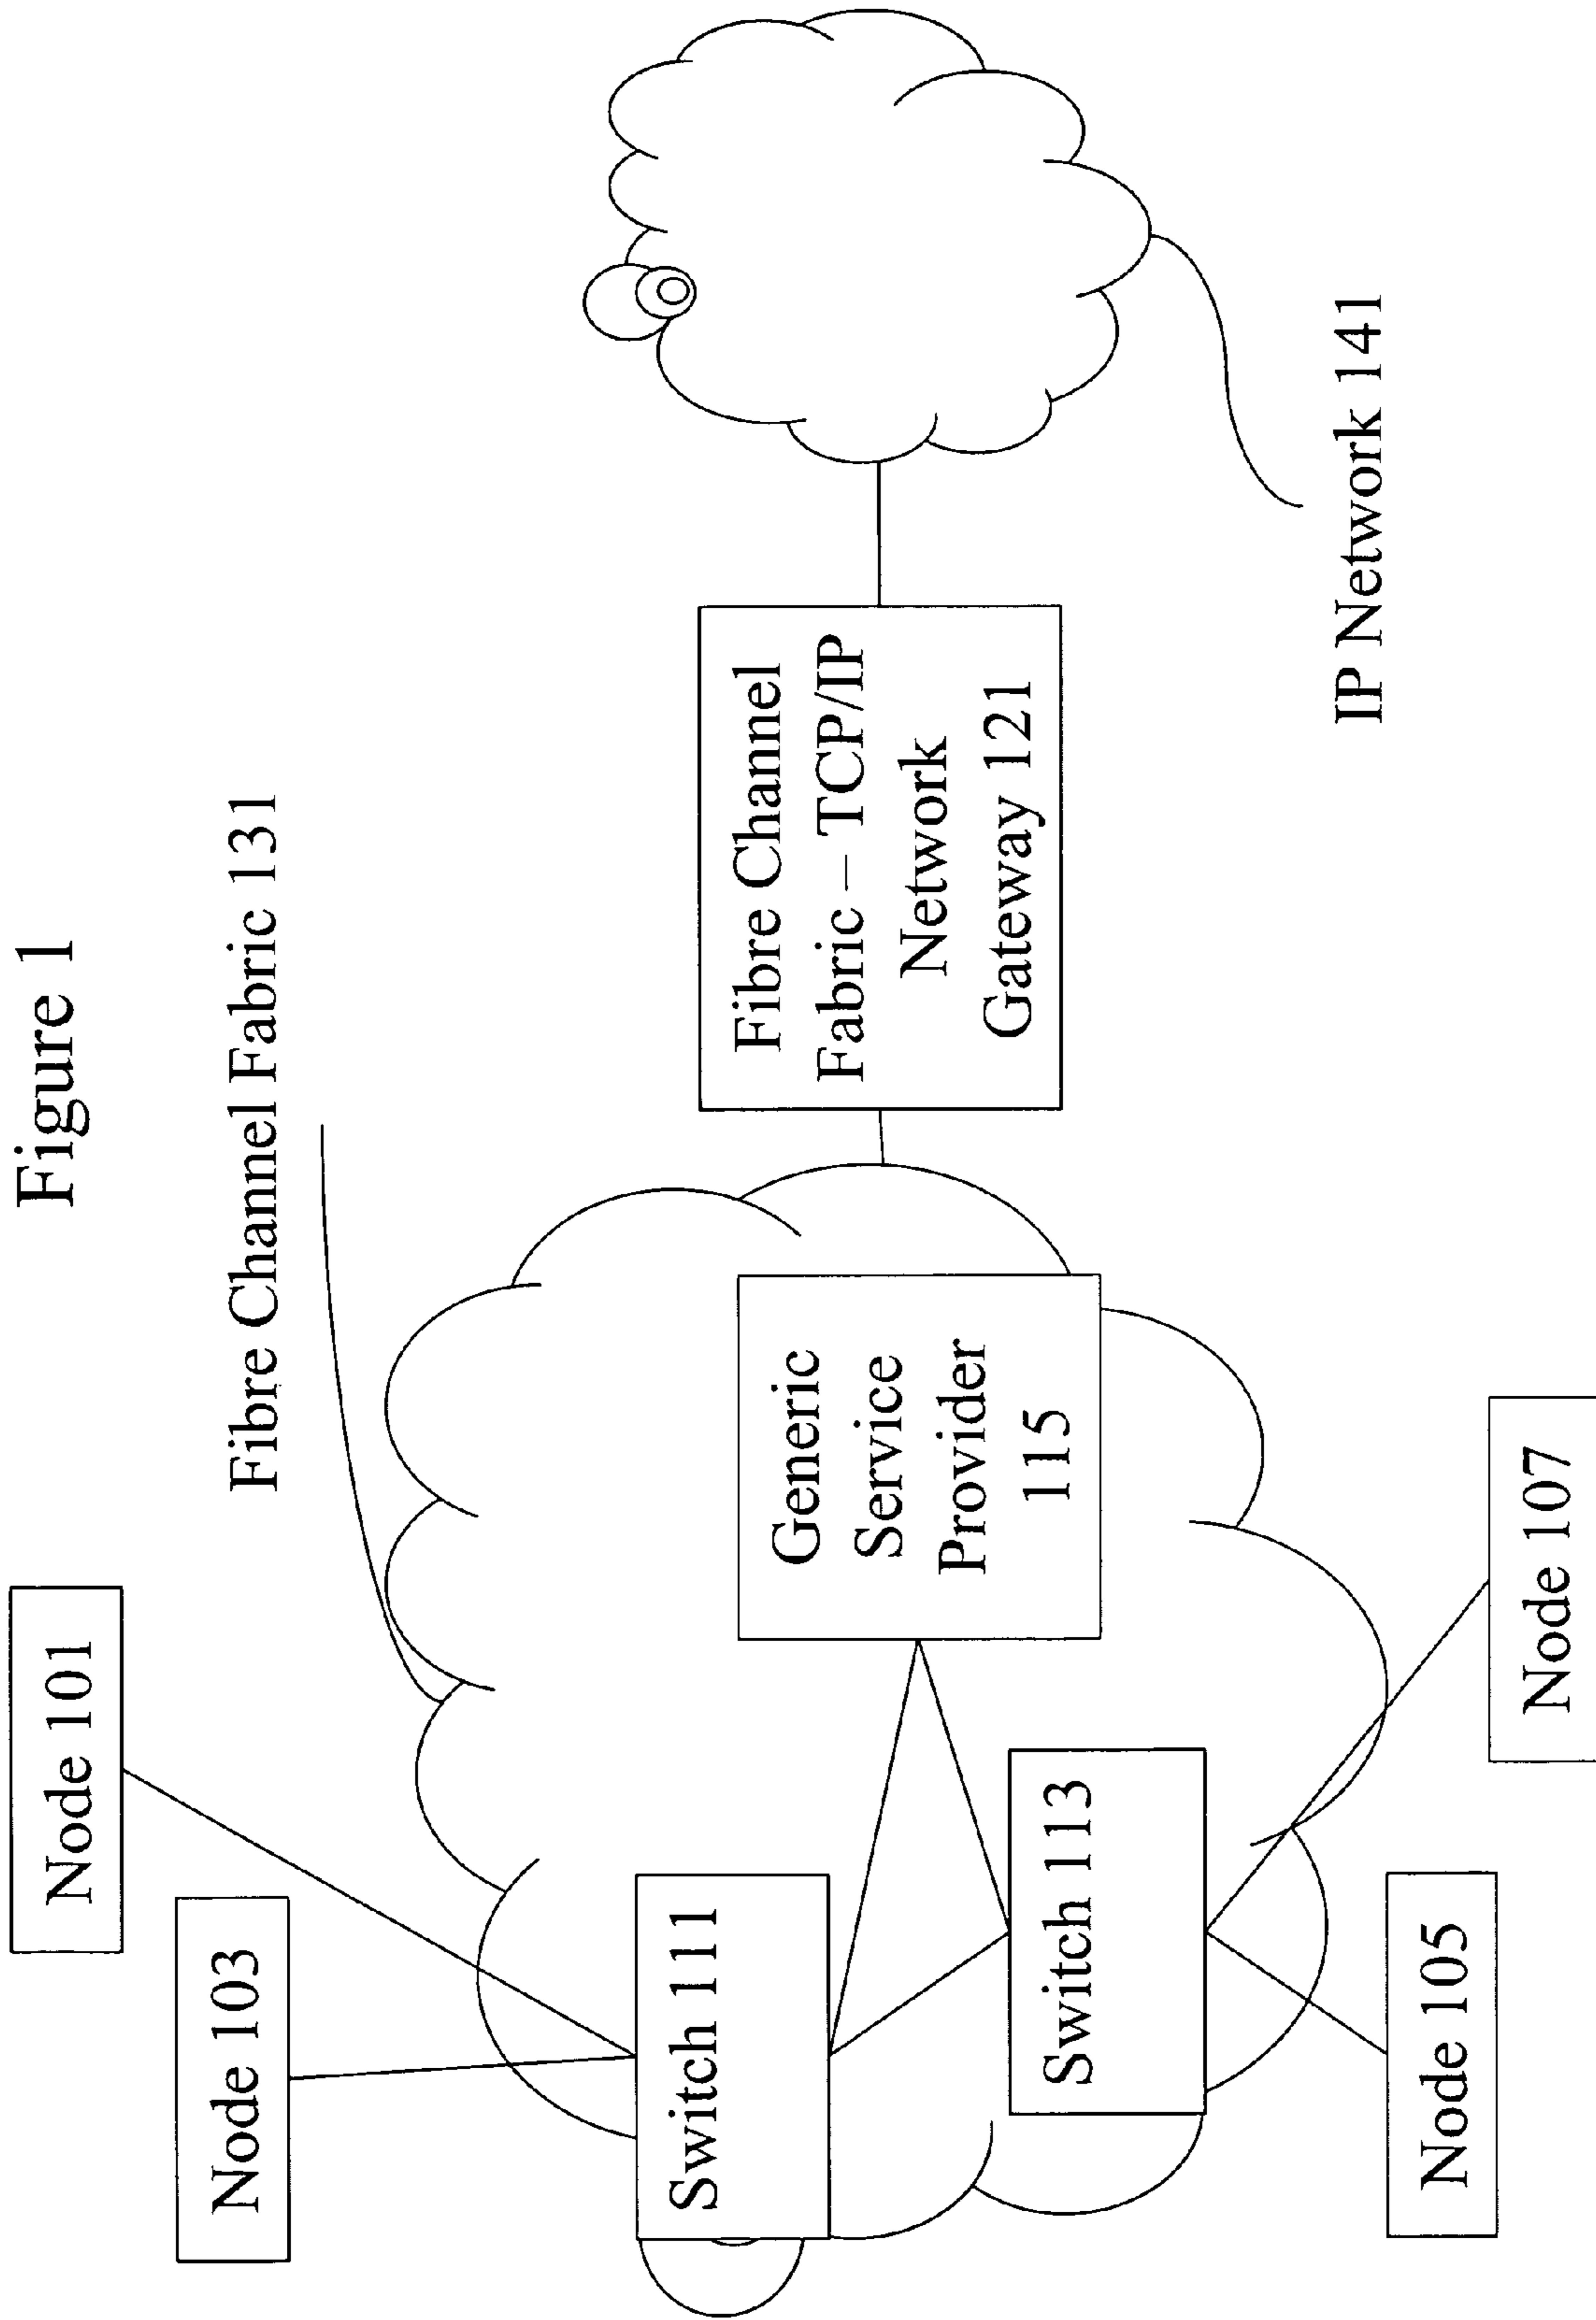 Figure 1
Node 101
Fibre Channel Fabric 131
Node 103
Switch 111
Generic
Service
Provider
115
Fibre Channel
Fabric – TCP/IP
Network
Gateway 121
Switch 113
IP Network 141
Node 105
Node 107